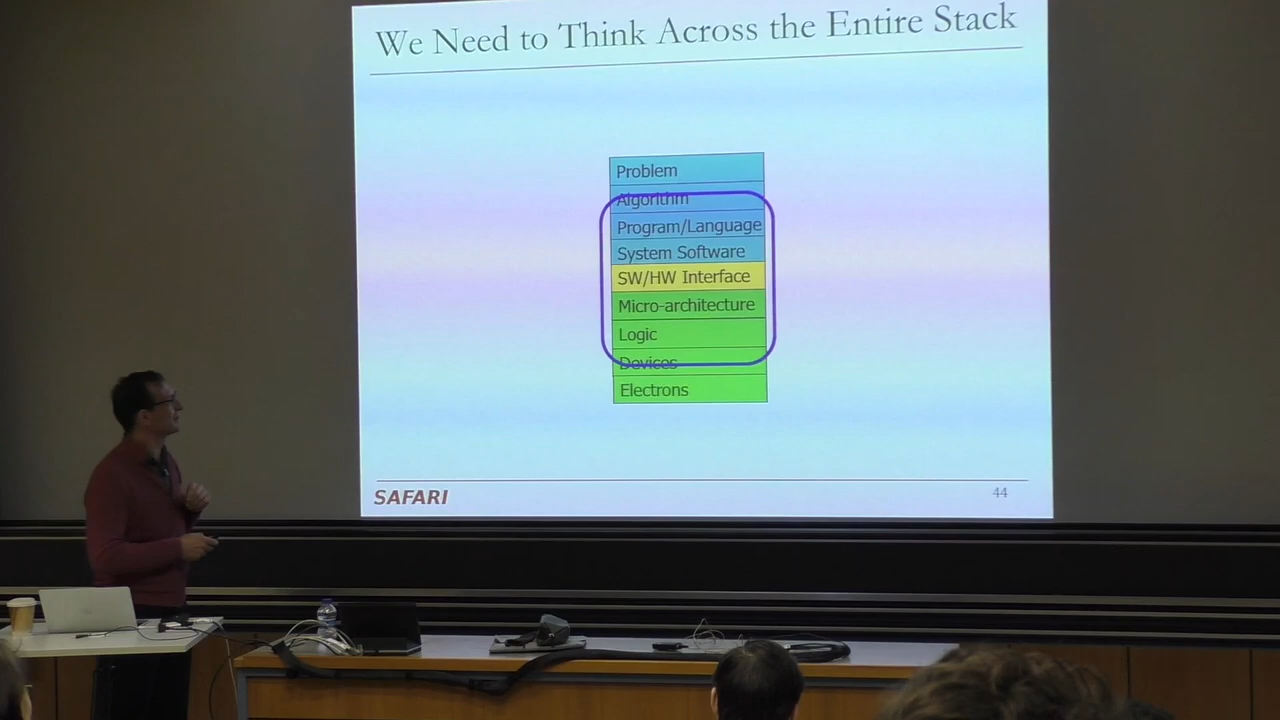 We Need to Think Across the Entire Stack
Problem
Algorithm
Program/Language
System Software
SW/HW Interface
Micro-architecture
Logic
Devices
Electrons
SAFARI
44